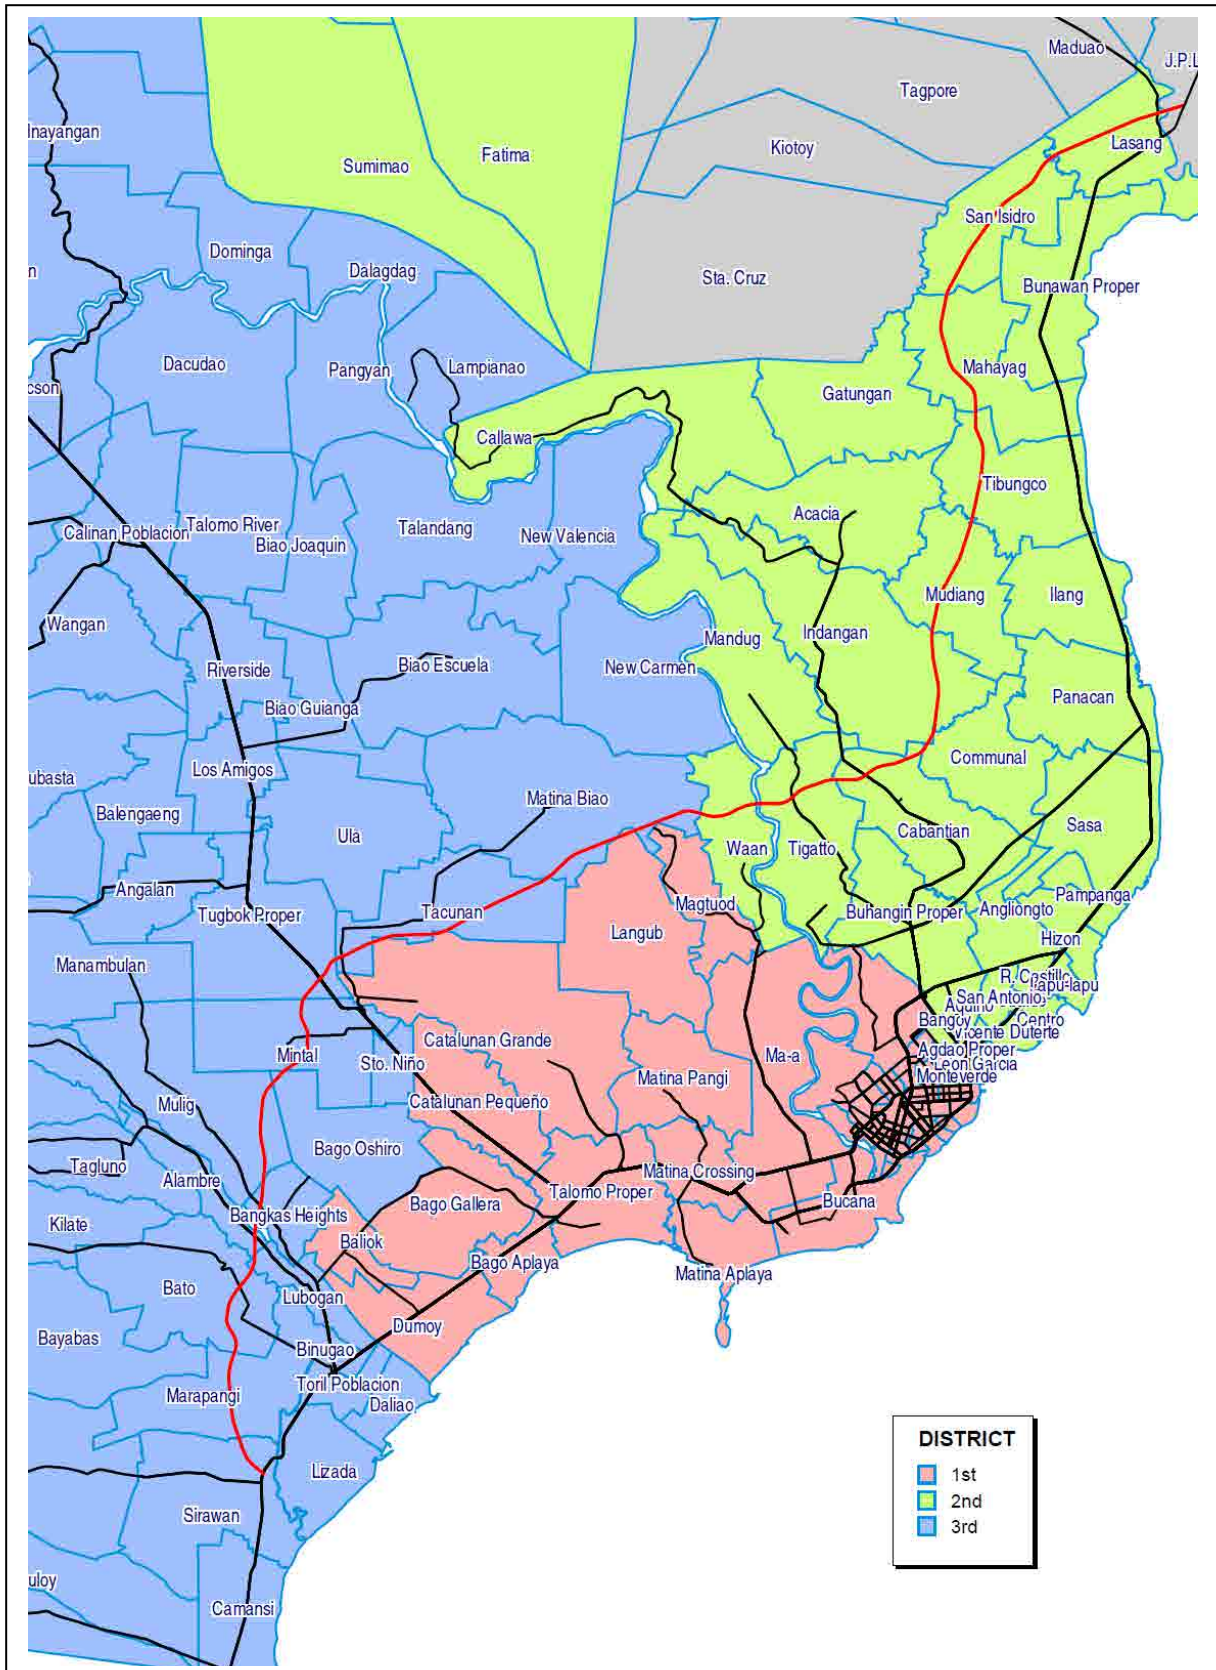 Maduao
J.P.L
Tagpore
Inayangan
Lasang
Kiotoy
Fatima
Sumimao
San Isidro
Dominga
Dalagdag
Sta. Cruz
Bunawan Proper
Dacudao
Pangyan
Lampianao
Mahayag
cson
Gatungan
Callawa
Tibungco
Acacia
Talomo River
Talandang
Calinan Poblacion
New Valencia
Biao Joaquin
Mudiang
Ilang
Wangan
Indangan
Mandug
Biao Escuela
New Carmen
Riverside
Panacan
Biao Guianga
Communal
Los Amigos
ubasta
Matina Biao
Balengaeng
Sasa
Cabantian
Ula
Waan
Tigatto
Angalan
Pampanga
Magtuod
Angliongto
Tugbok Proper
Tacunan
Buhangin Proper
Langub
Hizon
Manambulan
R. Castillo
Lapu-lapu
San Antonio
Aquino
Bangoy
Centro
Vicente Duterte
Catalunan Grande
Agdao Proper
Mintal
Ma-a
Sto. Niño
Leon Garcia
Matina Pangi
Monteverde
Catalunan Pequeño
Mulig
Bago Oshiro
Tagluno
Matina Crossing
Alambre
Talomo Proper
Bago Gallera
Bucana
Bangkas Heights
Kilate
Baliok
Bago Aplaya
Matina Aplaya
Bato
Lubogan
Dumoy
Bayabas
Binugao
Toril Poblacion
Marapangi
Daliao
DISTRICT
1st
Lizada
2nd
Sirawan
3rd
uloy
Camansi